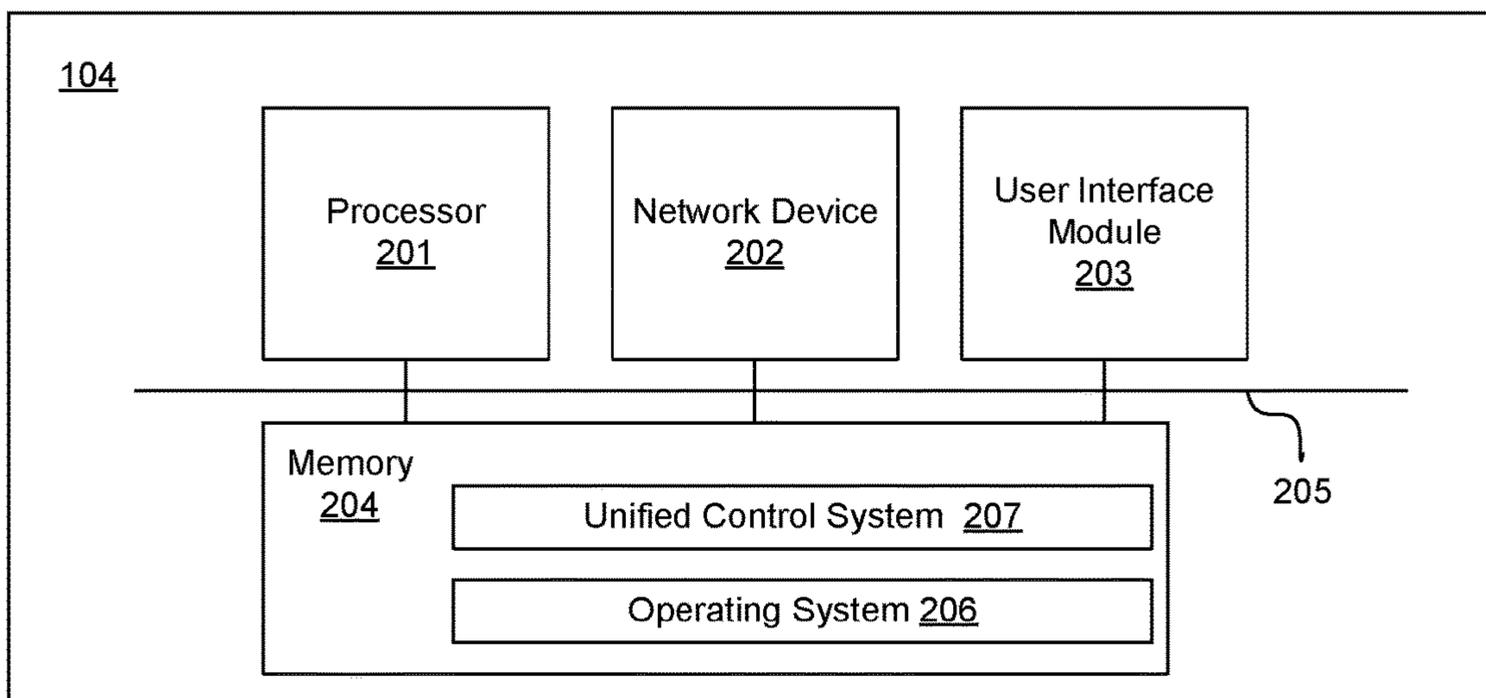 104
Processor
201
Network Device
202
User Interface
Module
203
Memory
204
205
Unified Control System 207
Operating System 206